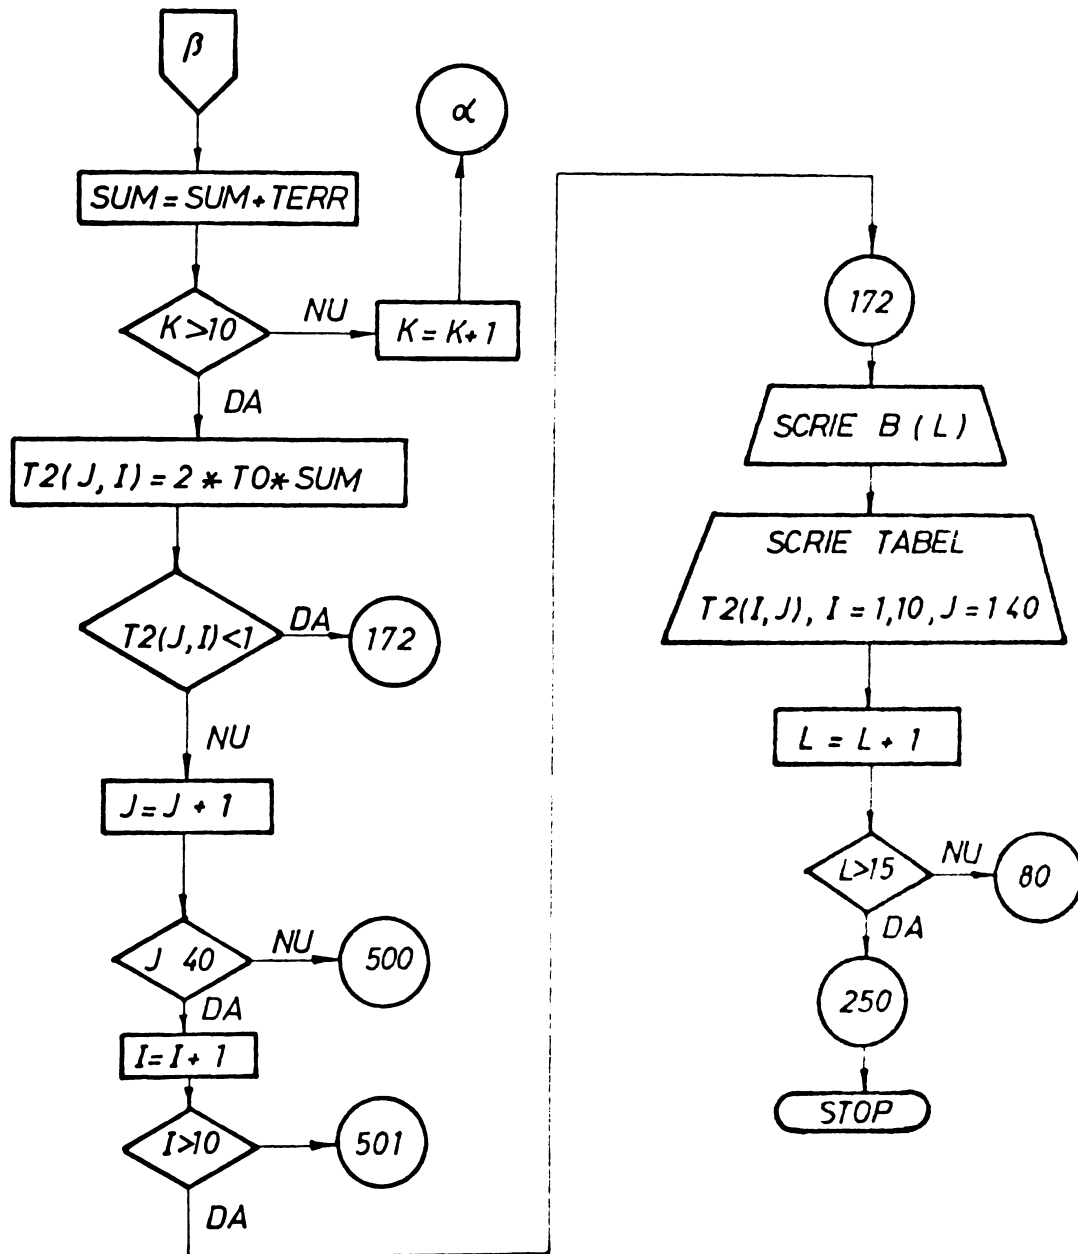 β
α
SUM = SUM + TERR
K>10
NU
K = K + 1
DA
T2(J, I) = 2 * T0 * SUM
T2(J,I)<1
DA
172
NU
J = J + 1
J 40
NU
500
DA
I = I + 1
I>10
501
DA
172
SCRIE B (L)
SCRIE TABEL
T2(I,J), I = 1,10, J = 1 40
L = L + 1
L>15
NU
80
DA
250
STOP